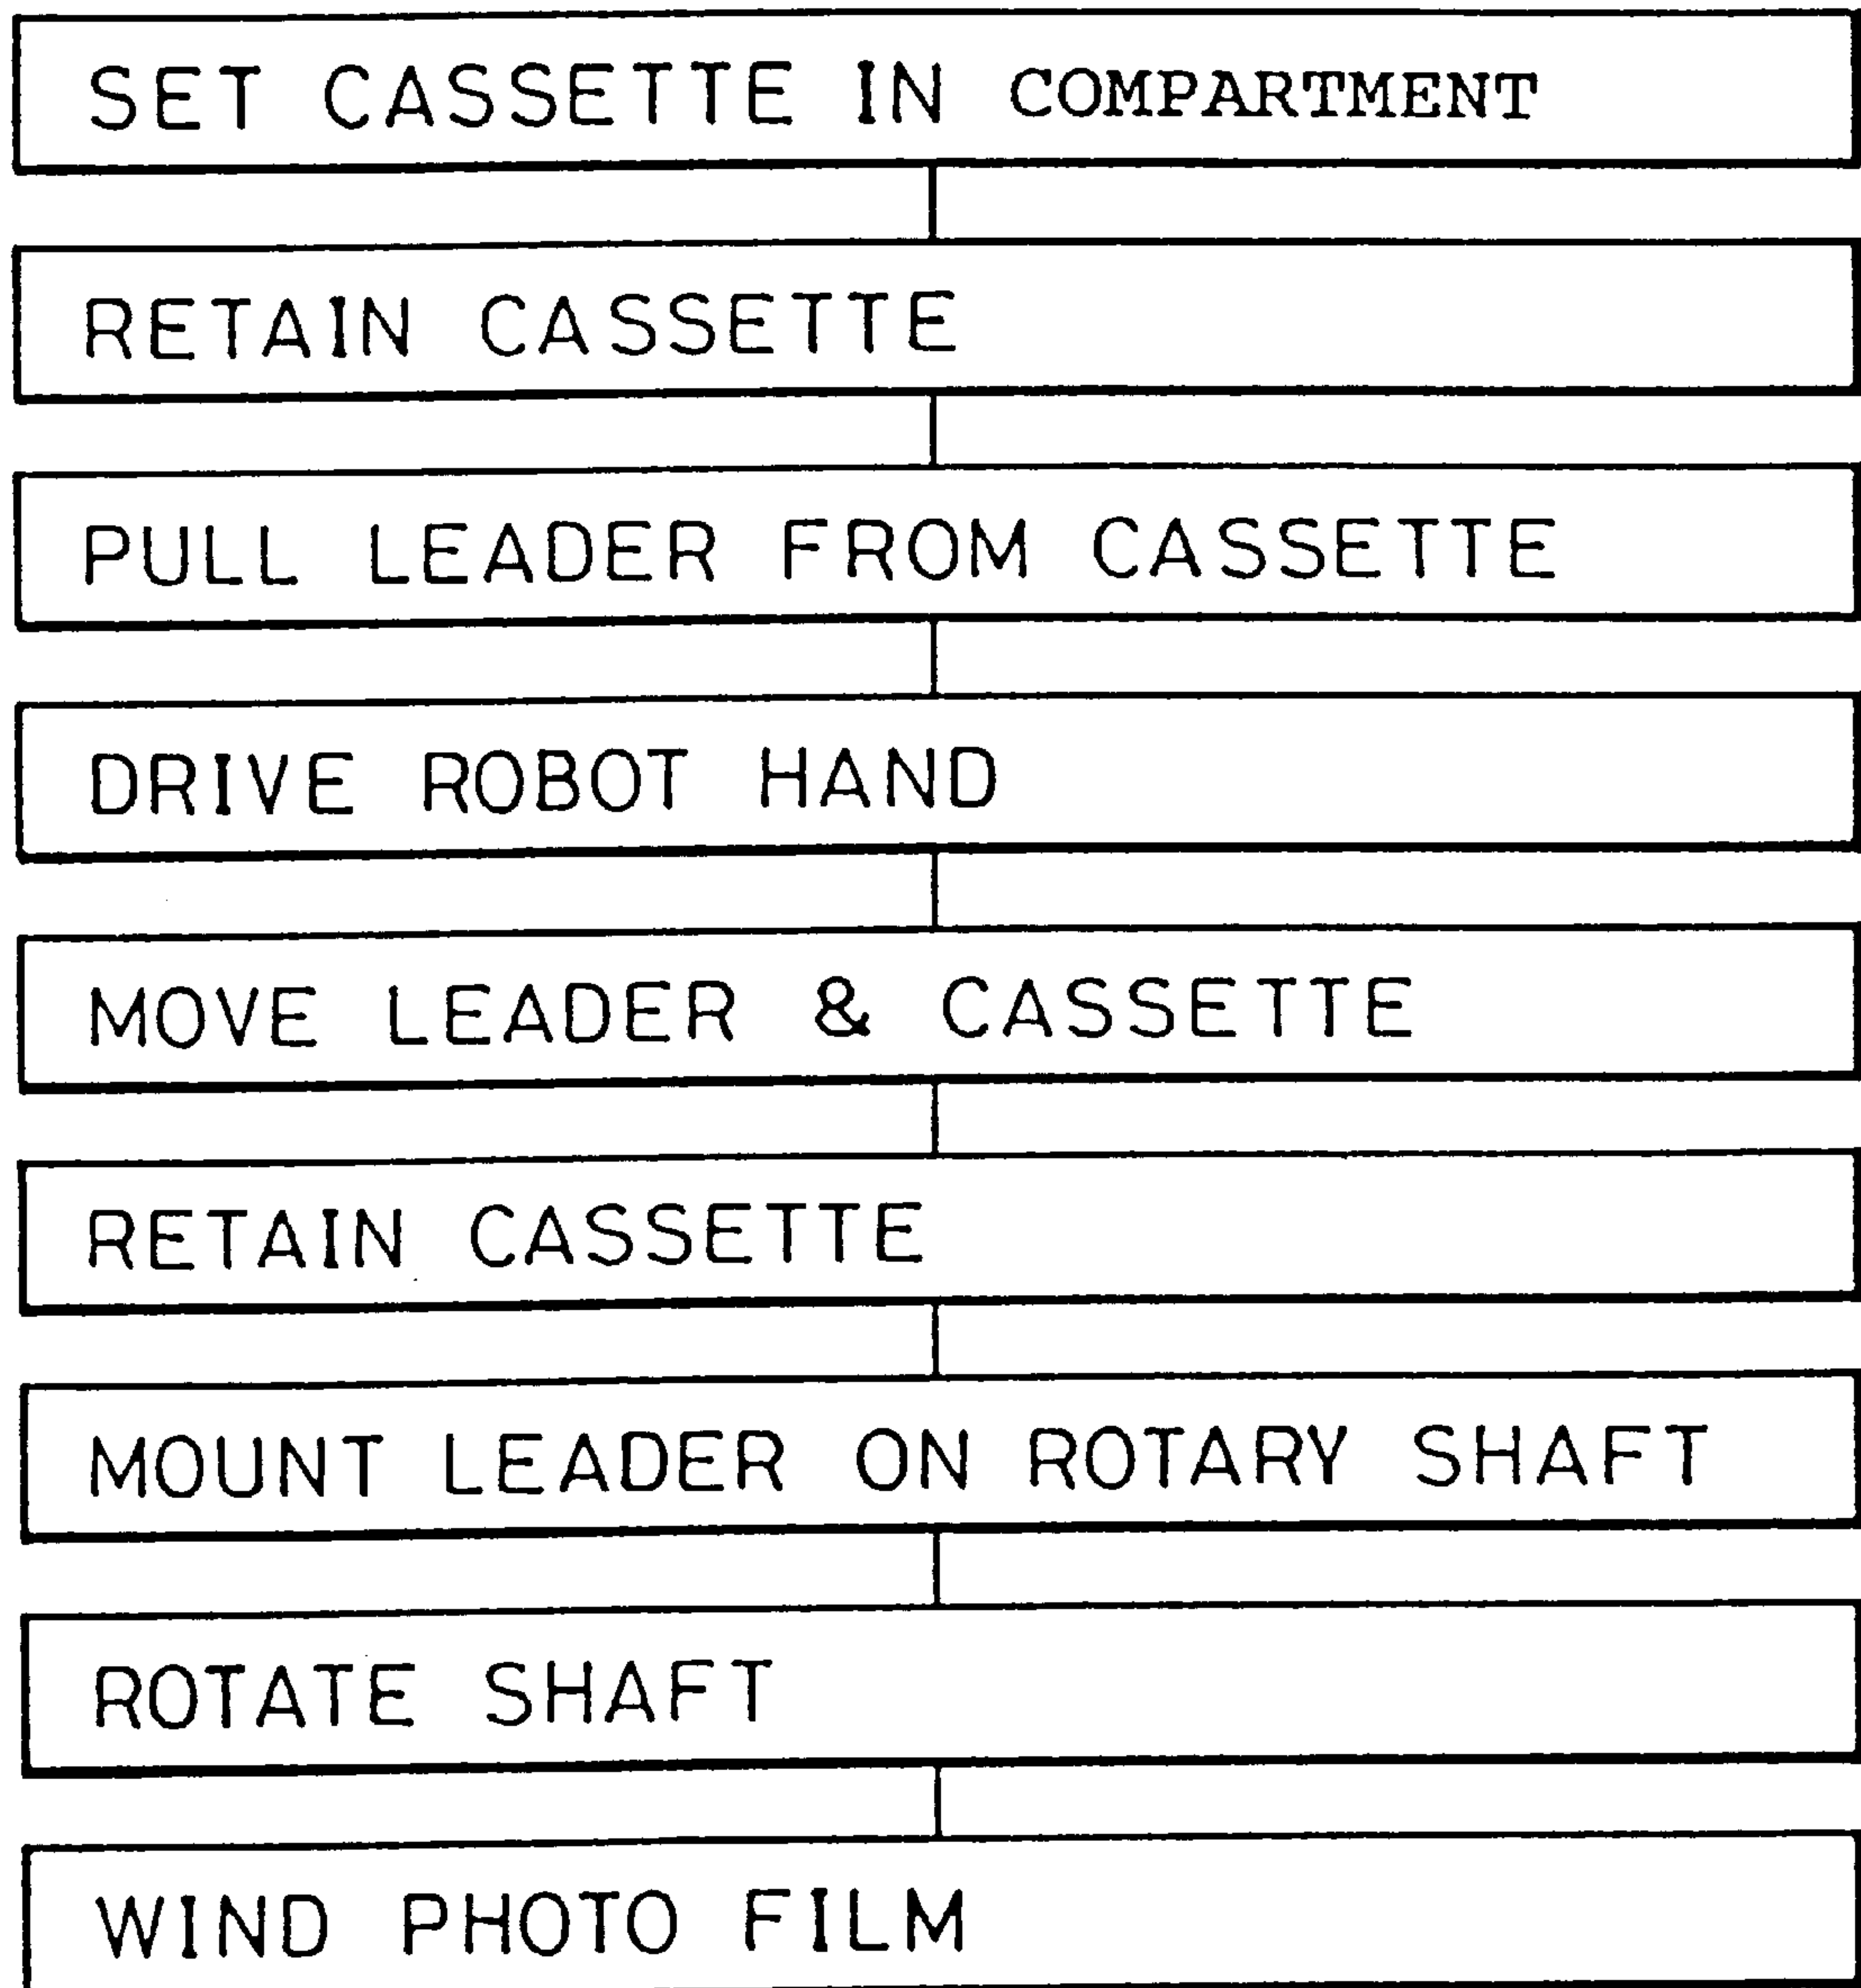 SET CASSETTE IN COMPARTMENT
RETAIN CASSETTE
PULL LEADER FROM CASSETTE
DRIVE ROBOT HAND
MOVE LEADER & CASSETTE
RETAIN CASSETTE
MOUNT LEADER ON ROTARY SHAFT
ROTATE SHAFT
WIND PHOTO FILM